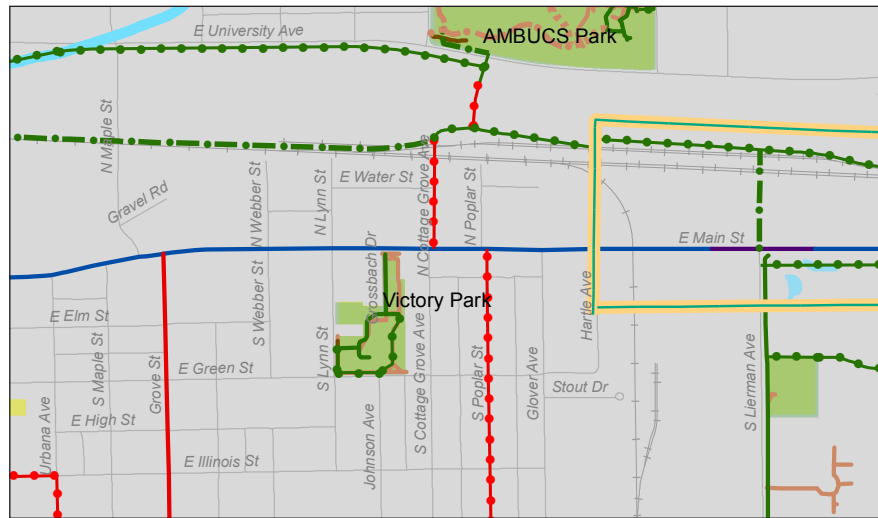 E University Ave
AMBUCS Park
N Maple St
Gravel Rd
N Webber St
N Lynn St
E Water St
N Cottage Grove Ave
N Poplar St
E Main St
Crossbach Dr
Victory Park
Hartle Ave
E Elm St
S Maple St
S Webber St
S Lynn St
E Green St
Grove St
S Cottage Grove Ave
S Poplar St
Glover Ave
Stout Dr
S Lierman Ave
E High St
Urbana Ave
E Illinois St
Johnson Ave